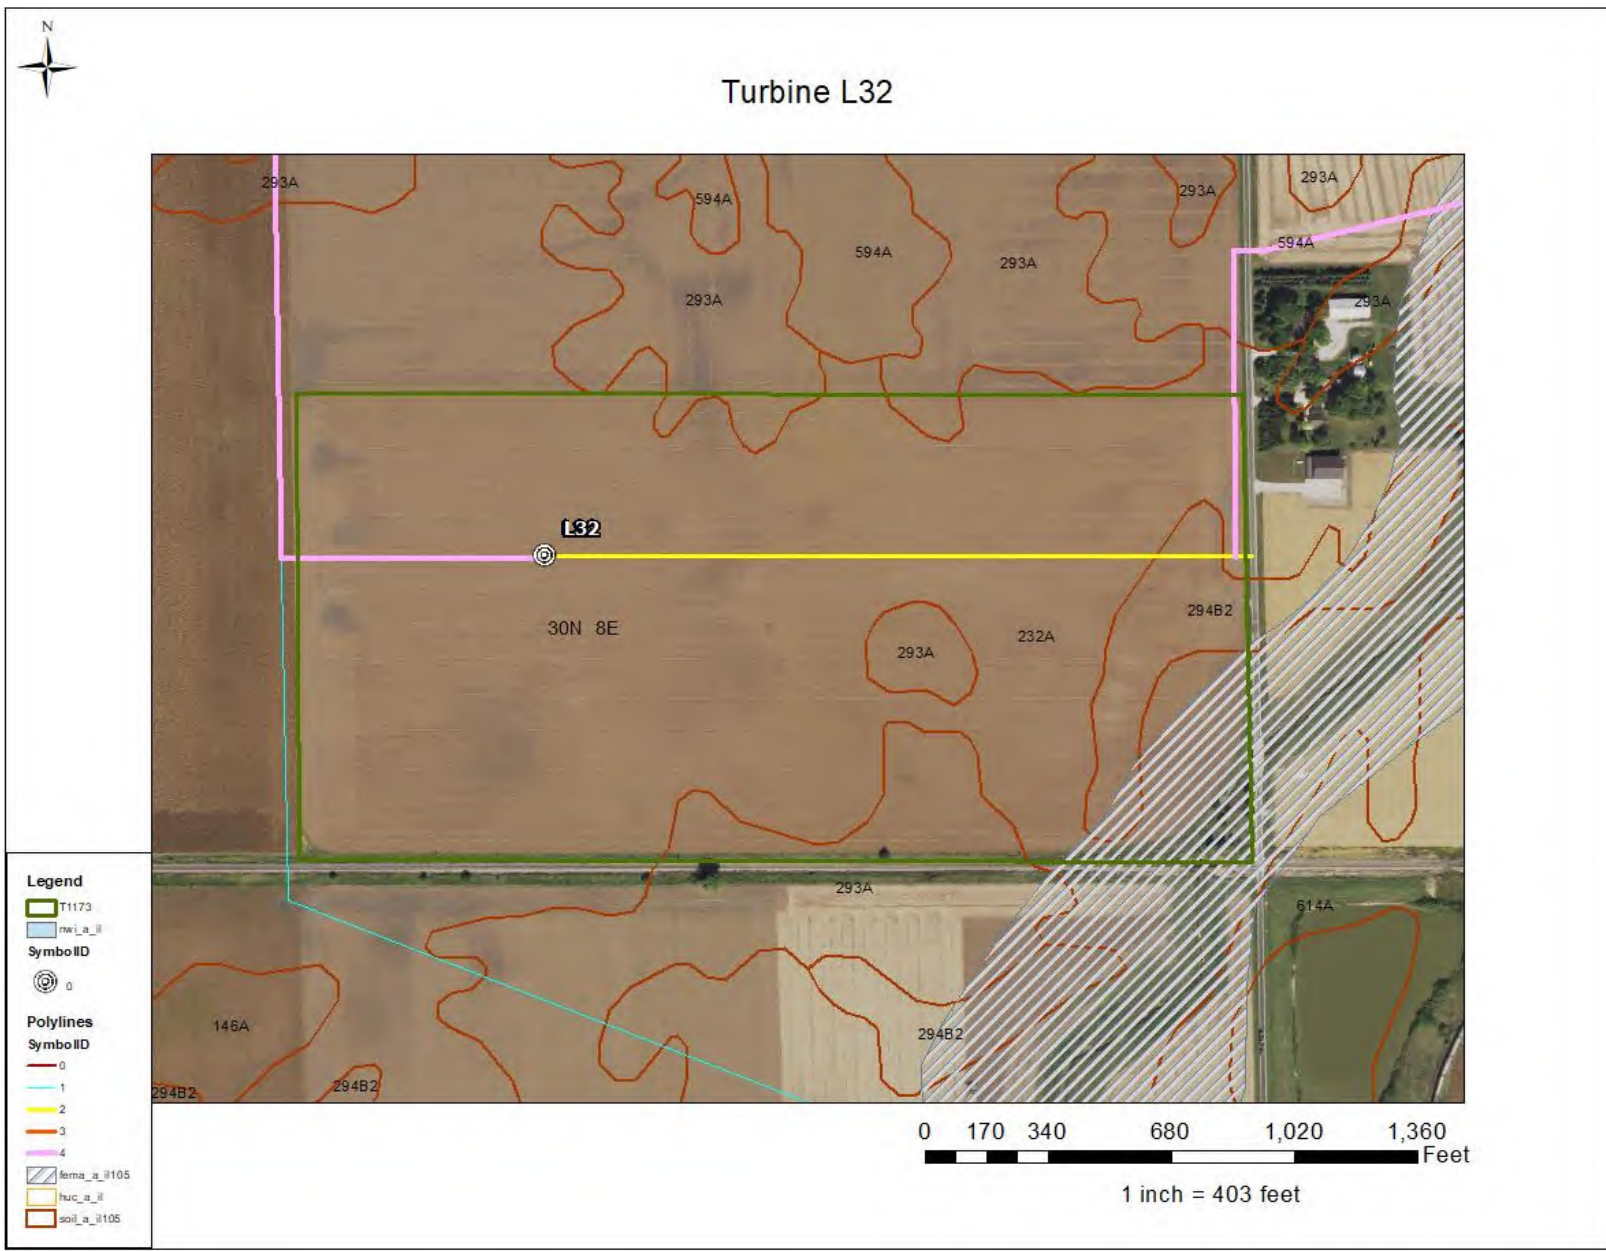 N
Turbine L32
293A
594A
293A
293A
594A
594A
293A
293A
293A
L32
294B2
30N 8E
232A
293A
293A
614A
146A
294B2
294B2
294B2
Legend
T1173
nwi_a_il
SymbolID
0
Polylines
SymbolID
0
1
2
3
4
fema_a_il105
huc_a_il
soil_a_il105
0 170 340 680 1,020 1,360
Feet
1 inch = 403 feet